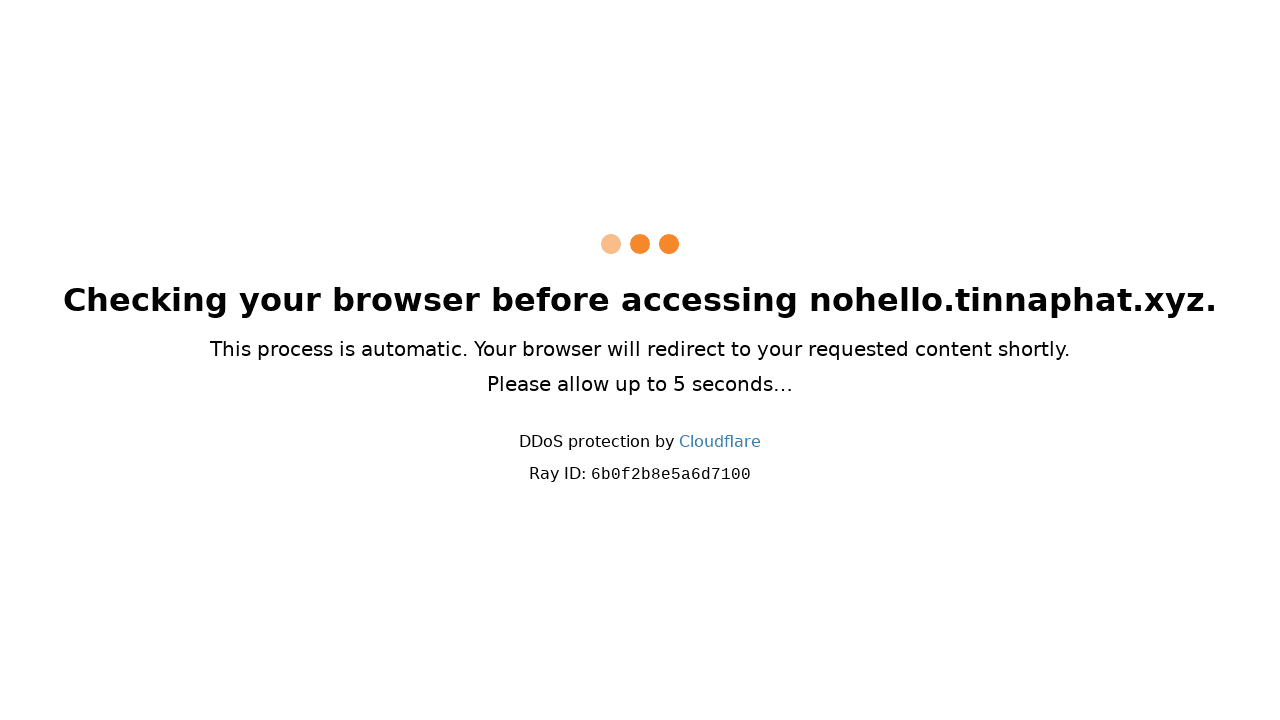 Checking your browser before accessing nohello.tinnaphat.xyz.
This process is automatic. Your browser will redirect to your requested content shortly.
Please allow up to 5 seconds…
DDoS protection by Cloudflare
Ray ID: 6b0f2b8e5a6d7100